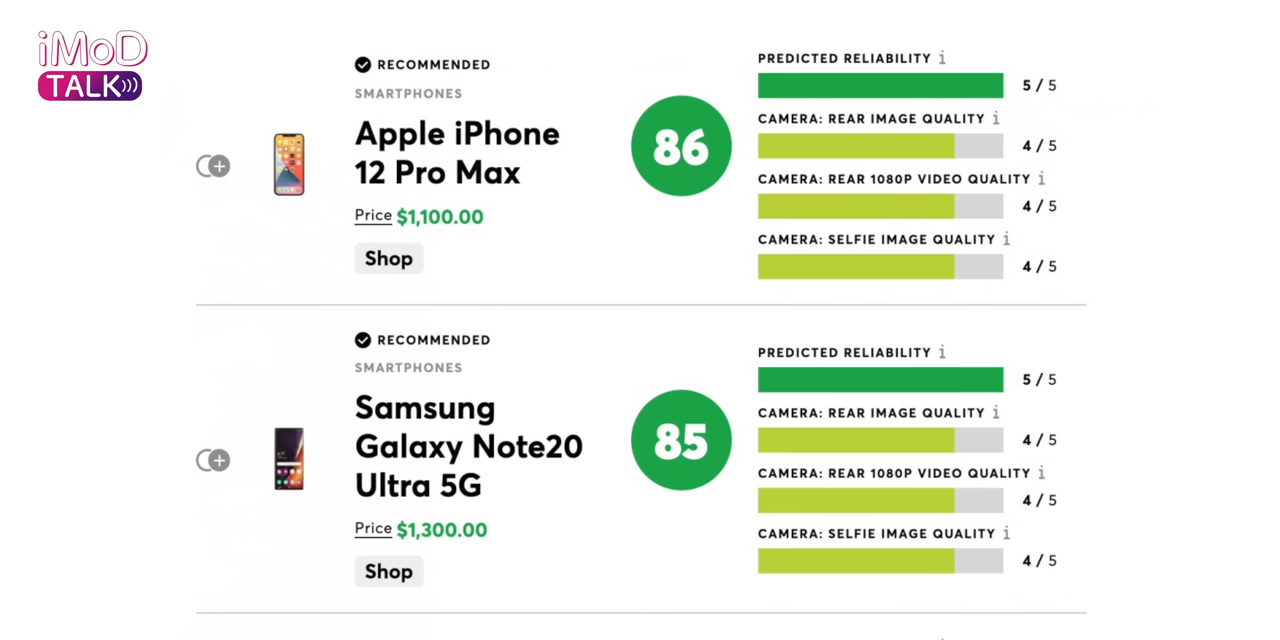 iMoD
TALK
RECOMMENDED
SMARTPHONES
Apple iPhone
12 Pro Max
Price $1,100.00
Shop
86
PREDICTED RELIABILITY i
5 / 5
CAMERA: REAR IMAGE QUALITY i
4 / 5
CAMERA: REAR 1080P VIDEO QUALITY i
4 / 5
CAMERA: SELFIE IMAGE QUALITY i
4 / 5
RECOMMENDED
SMARTPHONES
Samsung
Galaxy Note20
Ultra 5G
Price $1,300.00
Shop
85
PREDICTED RELIABILITY i
5 / 5
CAMERA: REAR IMAGE QUALITY i
4 / 5
CAMERA: REAR 1080P VIDEO QUALITY i
4 / 5
CAMERA: SELFIE IMAGE QUALITY i
4 / 5